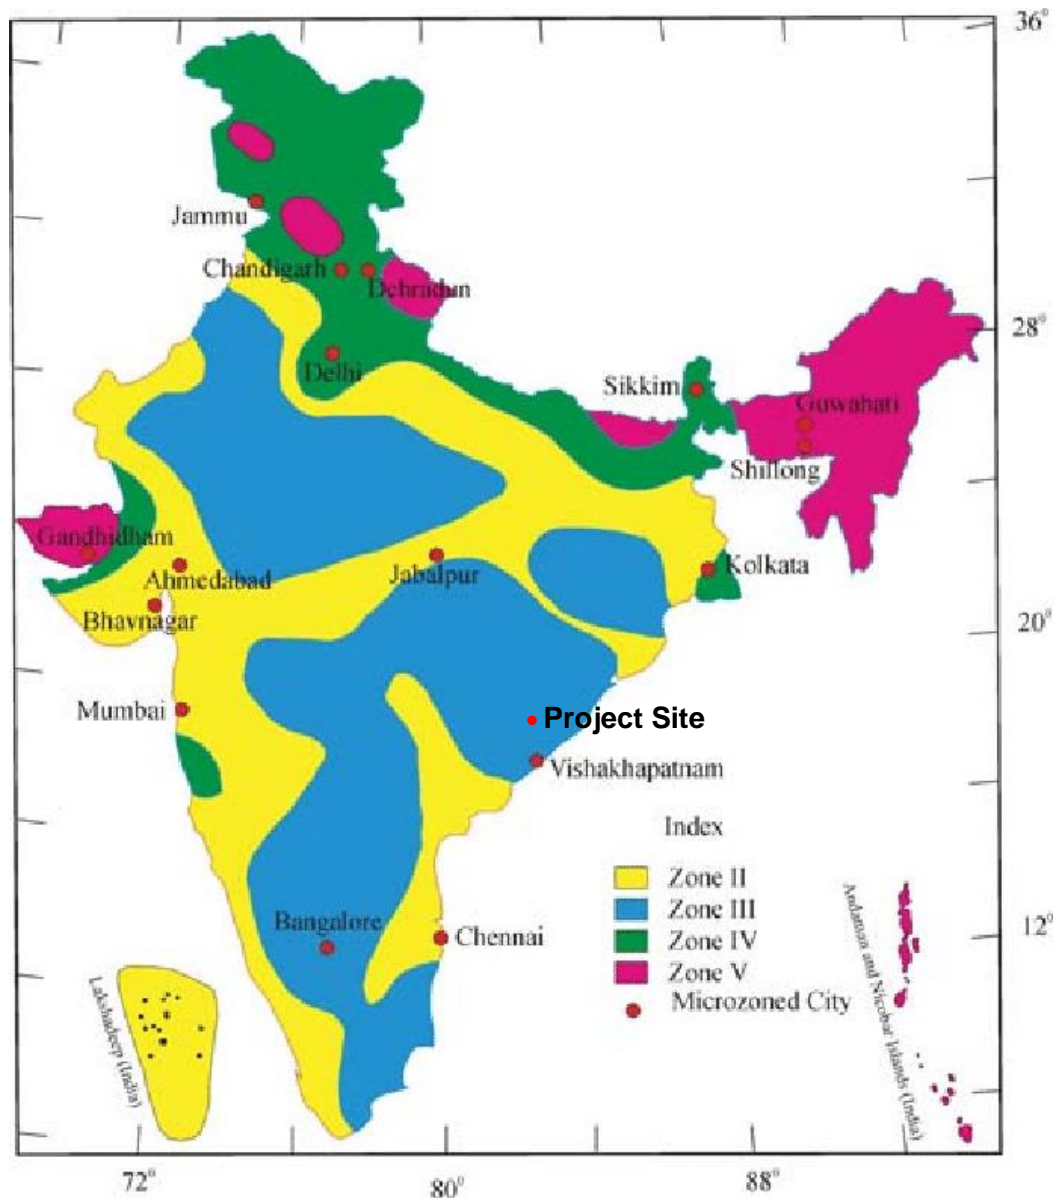 36°
Jammu
Chandigarh
Dehradun
28°
Delhi
Sikkim
Guwahati
Shillong
Gandhidham
Ahmedabad
Jabalpur
Kolkata
Bhavnagar
20°
Mumbai
Project Site
Vishakhapatnam
Index
Zone II
Zone III
Zone IV
Zone V
Microzoned City
Bangalore
Chennai
12°
Lakshadeep (India)
Andaman and Nicobar Islands (India)
72°
80°
88°